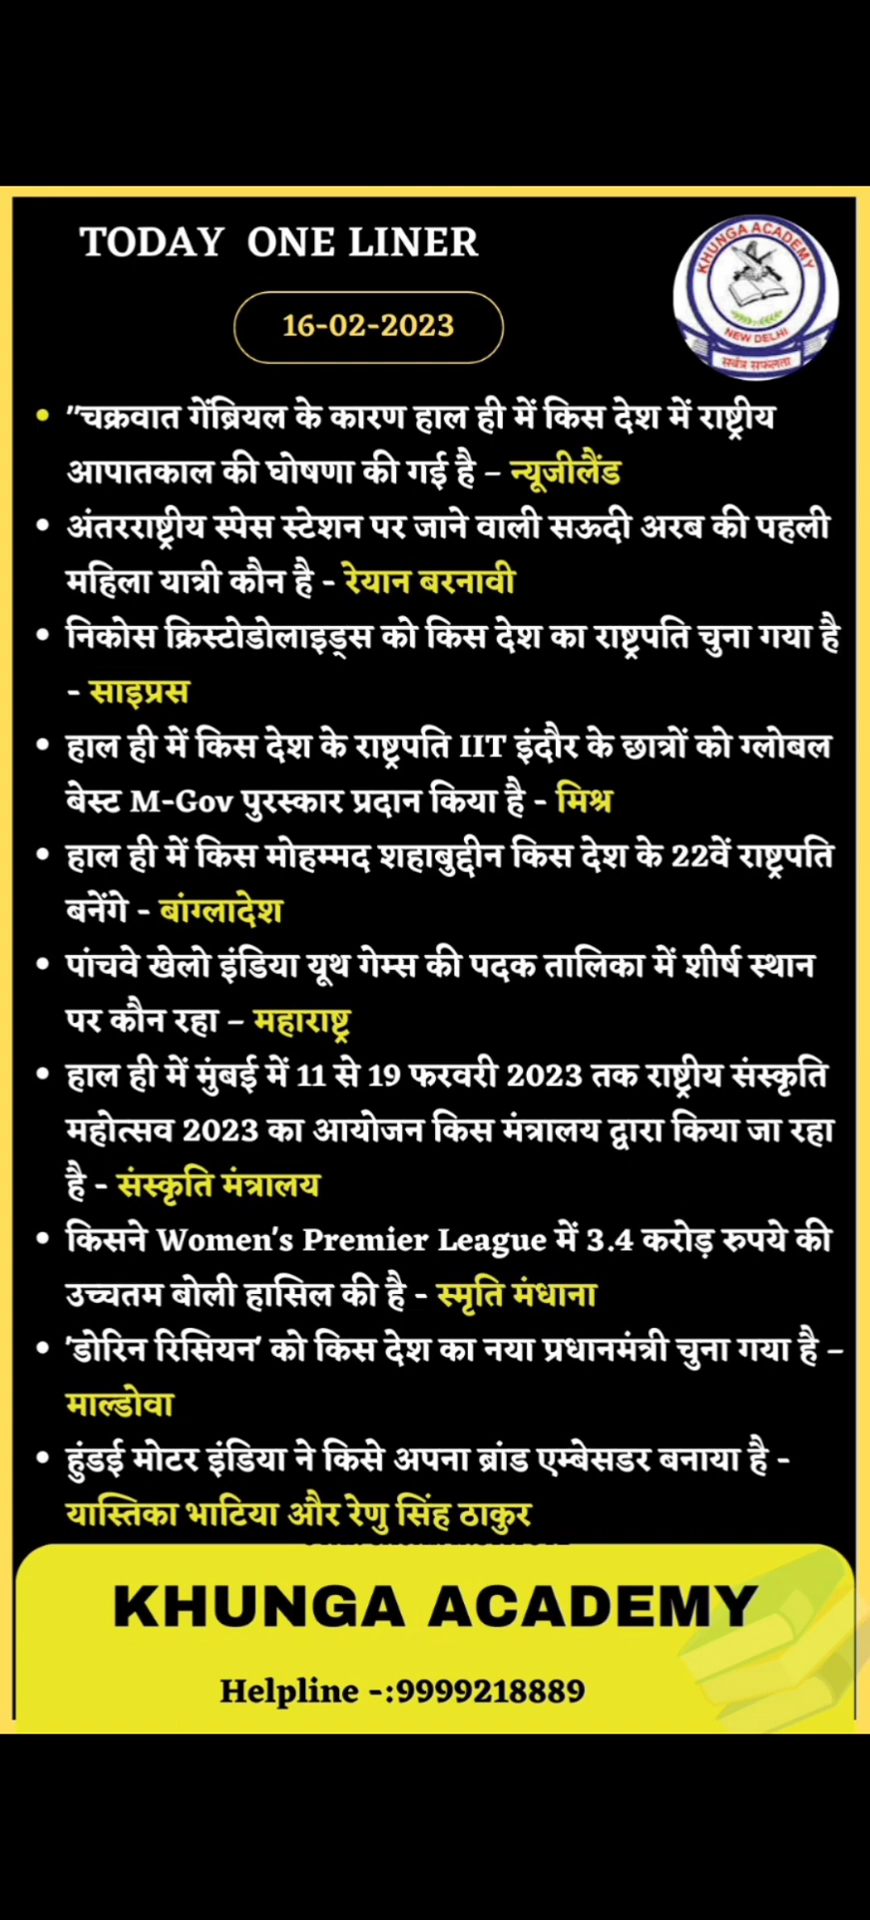 TODAY ONE LINER
KHUNGA ACADEMY
NEW DELHI
सर्वत्र सफलता
16-02-2023
• "चक्रवात गेंब्रियल के कारण हाल ही में किस देश में राष्ट्रीय
आपातकाल की घोषणा की गई है – न्यूजीलैंड
• अंतरराष्ट्रीय स्पेस स्टेशन पर जाने वाली सऊदी अरब की पहली
महिला यात्री कौन है - रेयान बरनावी
• निकोस क्रिस्टोडोलाइड्स को किस देश का राष्ट्रपति चुना गया है
- साइप्रस
• हाल ही में किस देश के राष्ट्रपति IIT इंदौर के छात्रों को ग्लोबल
बेस्ट M-Gov पुरस्कार प्रदान किया है - मिश्र
• हाल ही में किस मोहम्मद शहाबुद्दीन किस देश के 22वें राष्ट्रपति
बनेंगे - बांग्लादेश
• पांचवे खेलो इंडिया यूथ गेम्स की पदक तालिका में शीर्ष स्थान
पर कौन रहा – महाराष्ट्र
• हाल ही में मुंबई में 11 से 19 फरवरी 2023 तक राष्ट्रीय संस्कृति
महोत्सव 2023 का आयोजन किस मंत्रालय द्वारा किया जा रहा
है - संस्कृति मंत्रालय
• किसने Women's Premier League में 3.4 करोड़ रुपये की
उच्चतम बोली हासिल की है - स्मृति मंधाना
• 'डोरिन रिसियन' को किस देश का नया प्रधानमंत्री चुना गया है –
माल्डोवा
• हुंडई मोटर इंडिया ने किसे अपना ब्रांड एम्बेसडर बनाया है -
यास्तिका भाटिया और रेणु सिंह ठाकुर
KHUNGA ACADEMY
Helpline -:9999218889